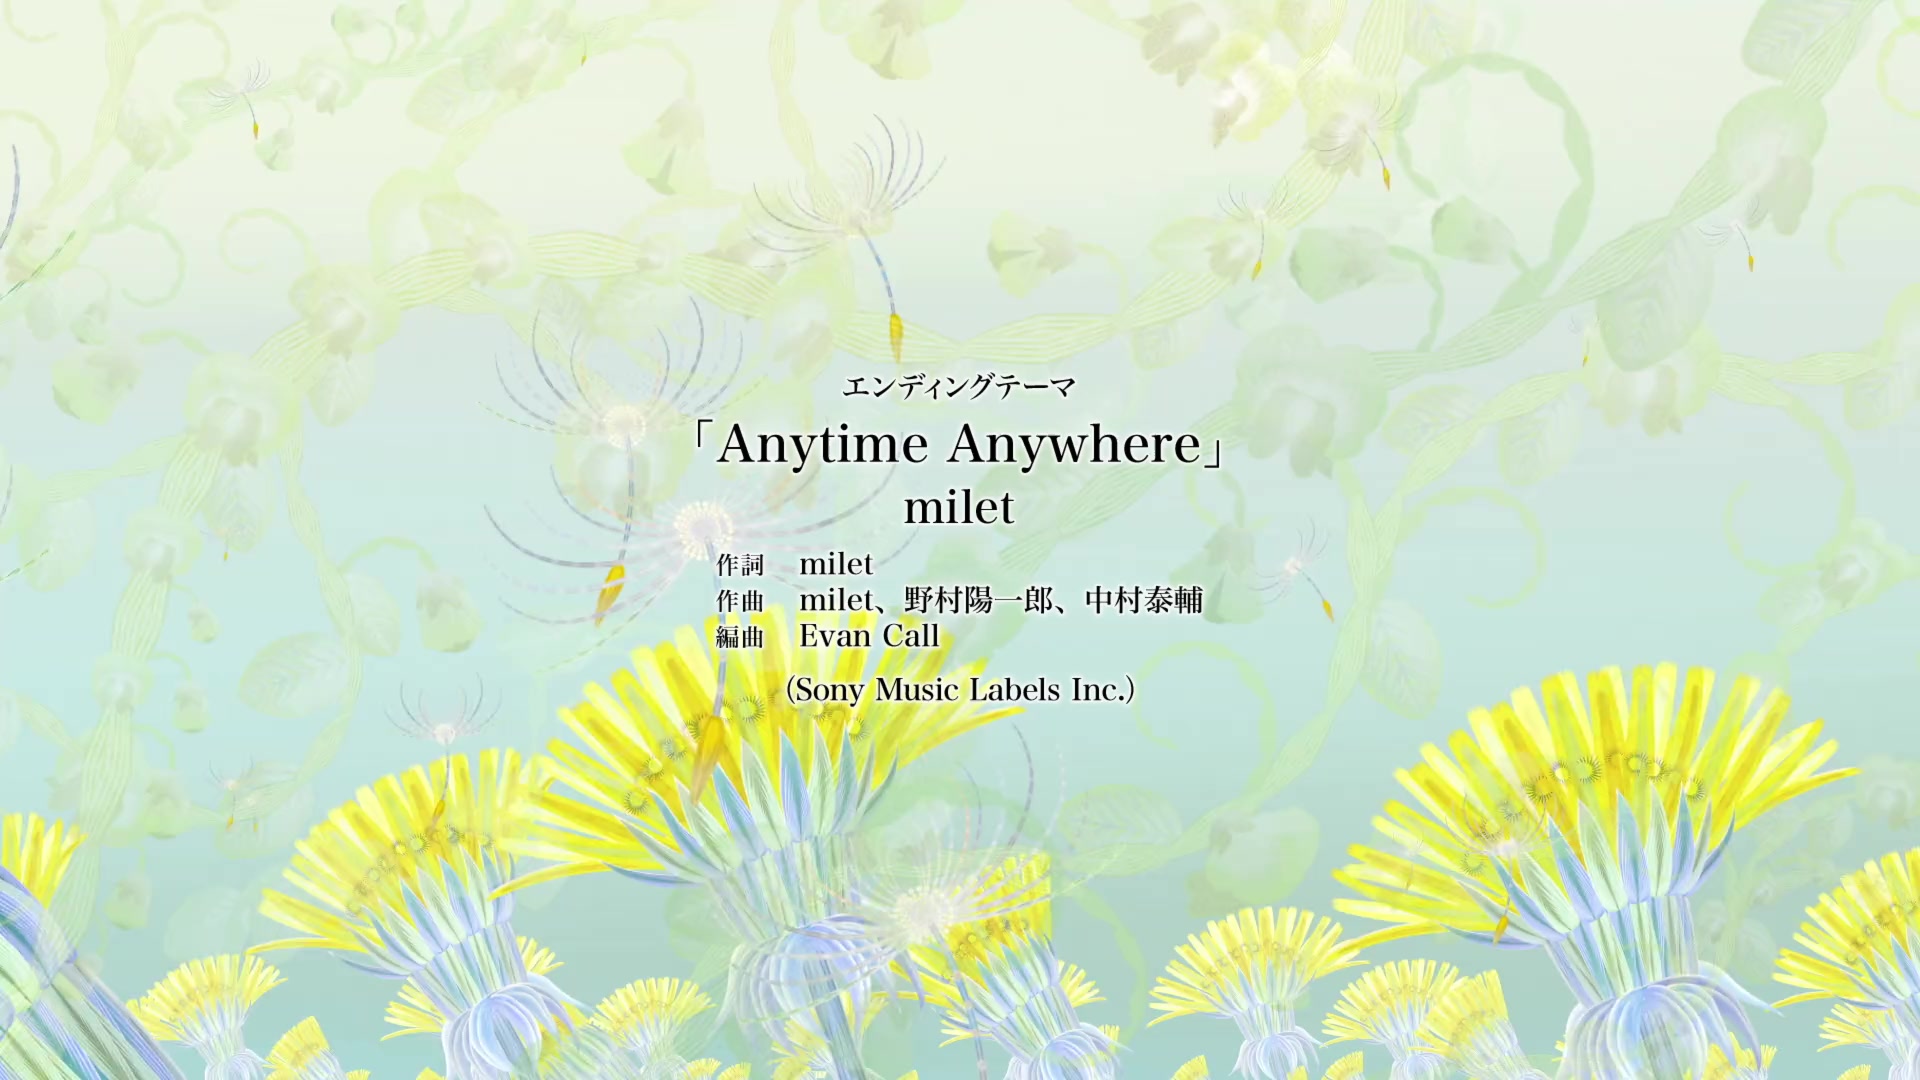 エンディングテーマ
「Anytime Anywhere」
milet
作詞 milet
作曲 milet、野村陽一郎、中村泰輔
編曲 Evan Call
(Sony Music Labels Inc.)